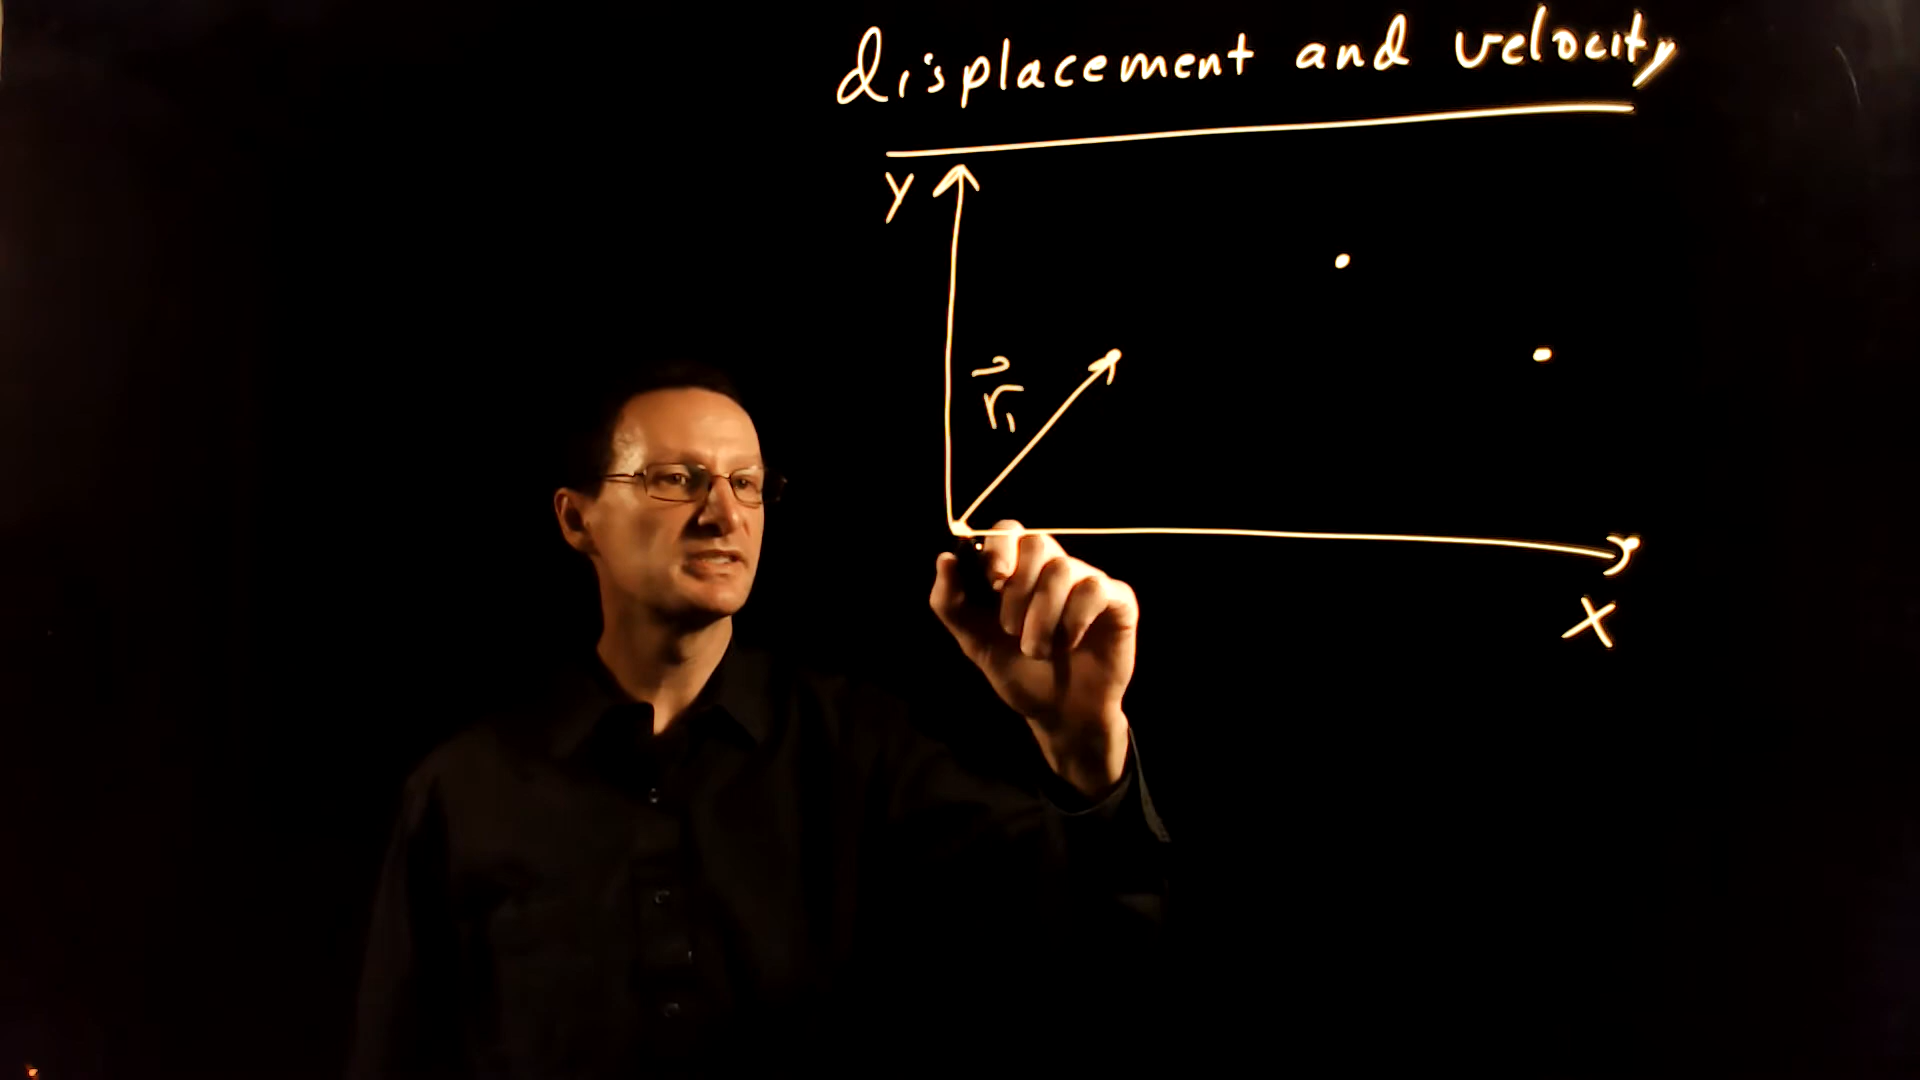 displacement and velocity
y
r⃗₁
x